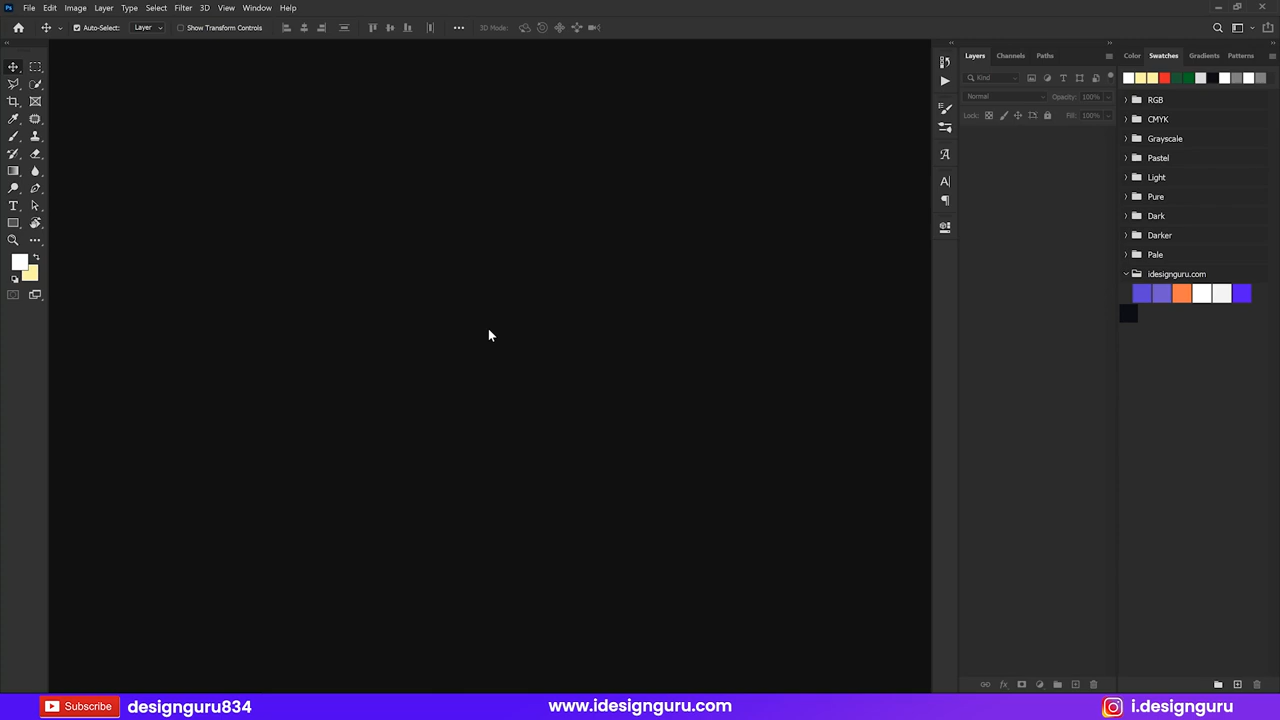 Ps File Edit Image Layer Type Select Filter 3D View Window Help
Auto-Select: Layer Show Transform Controls 3D Mode:
Layers Channels Paths
Color Swatches Gradients Patterns
Kind
Normal Opacity: 100%
Lock: Fill: 100%
RGB
CMYK
Grayscale
Pastel
Light
Pure
Dark
Darker
Pale
idesignguru.com
Subscribe designguru834 www.idesignguru.com i.designguru